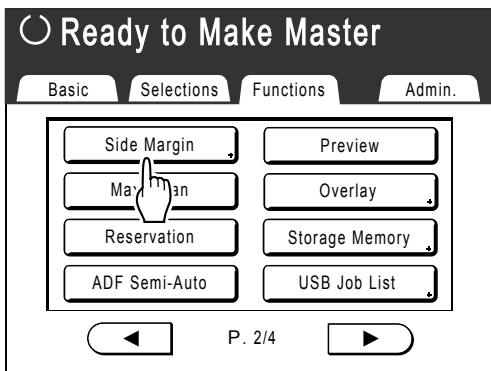 Ready to Make Master
Basic Selections Functions Admin.
Side Margin Preview
Overlay
Reservation Storage Memory
ADF Semi-Auto USB Job List
P. 2/4